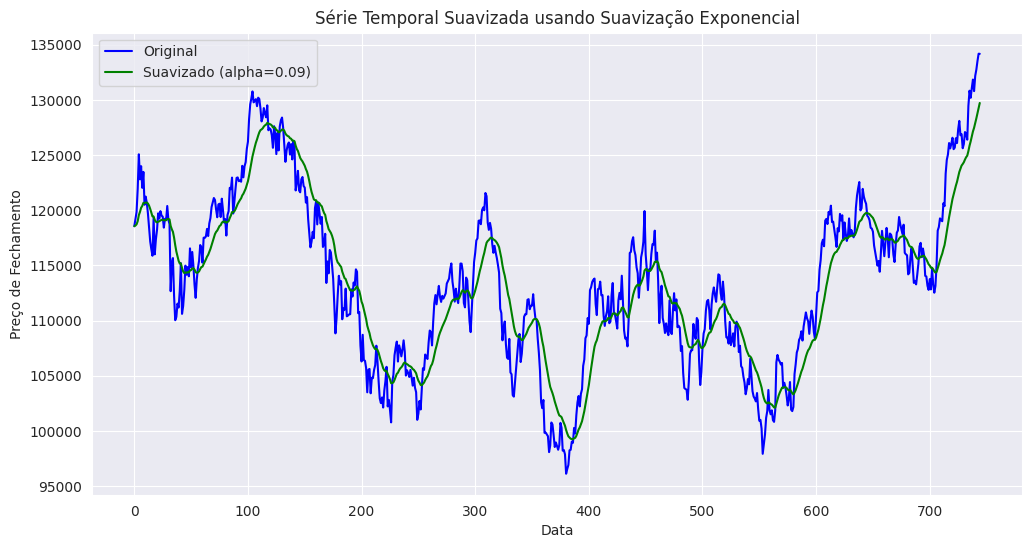 Série Temporal Suavizada usando Suavização Exponencial
Original
Suavizado (alpha=0.09)
Preço de Fechamento
135000
130000
125000
120000
115000
110000
105000
100000
95000
0 100 200 300 400 500 600 700
Data